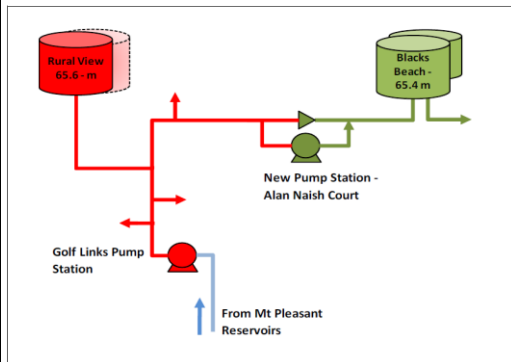 Rural View
65.6 - m
Blacks
Beach -
65.4 m
New Pump Station -
Alan Naish Court
Golf Links Pump
Station
From Mt Pleasant
Reservoirs